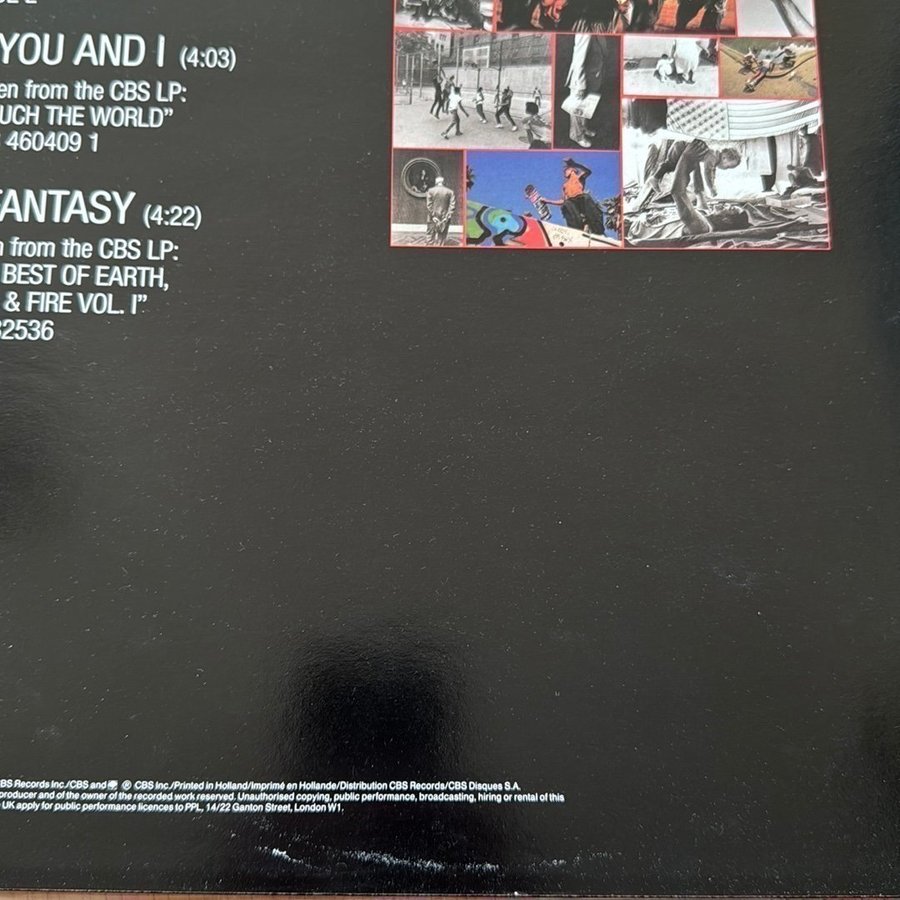 YOU AND I (4:03)
en from the CBS LP:
UCH THE WORLD"
460409 1
FANTASY (4:22)
n from the CBS LP:
BEST OF EARTH,
& FIRE VOL. I"
32536
BS Records Inc./CBS and ℗ CBS Inc./Printed in Holland/Imprimé en Hollande/Distribution CBS Records/CBS Disques S.A.
producer and of the owner of the recorded work reserved. Unauthorised copying, public performance, broadcasting, hiring or rental of this
UK apply for public performance licences to PPL, 14/22 Ganton Street, London W1.